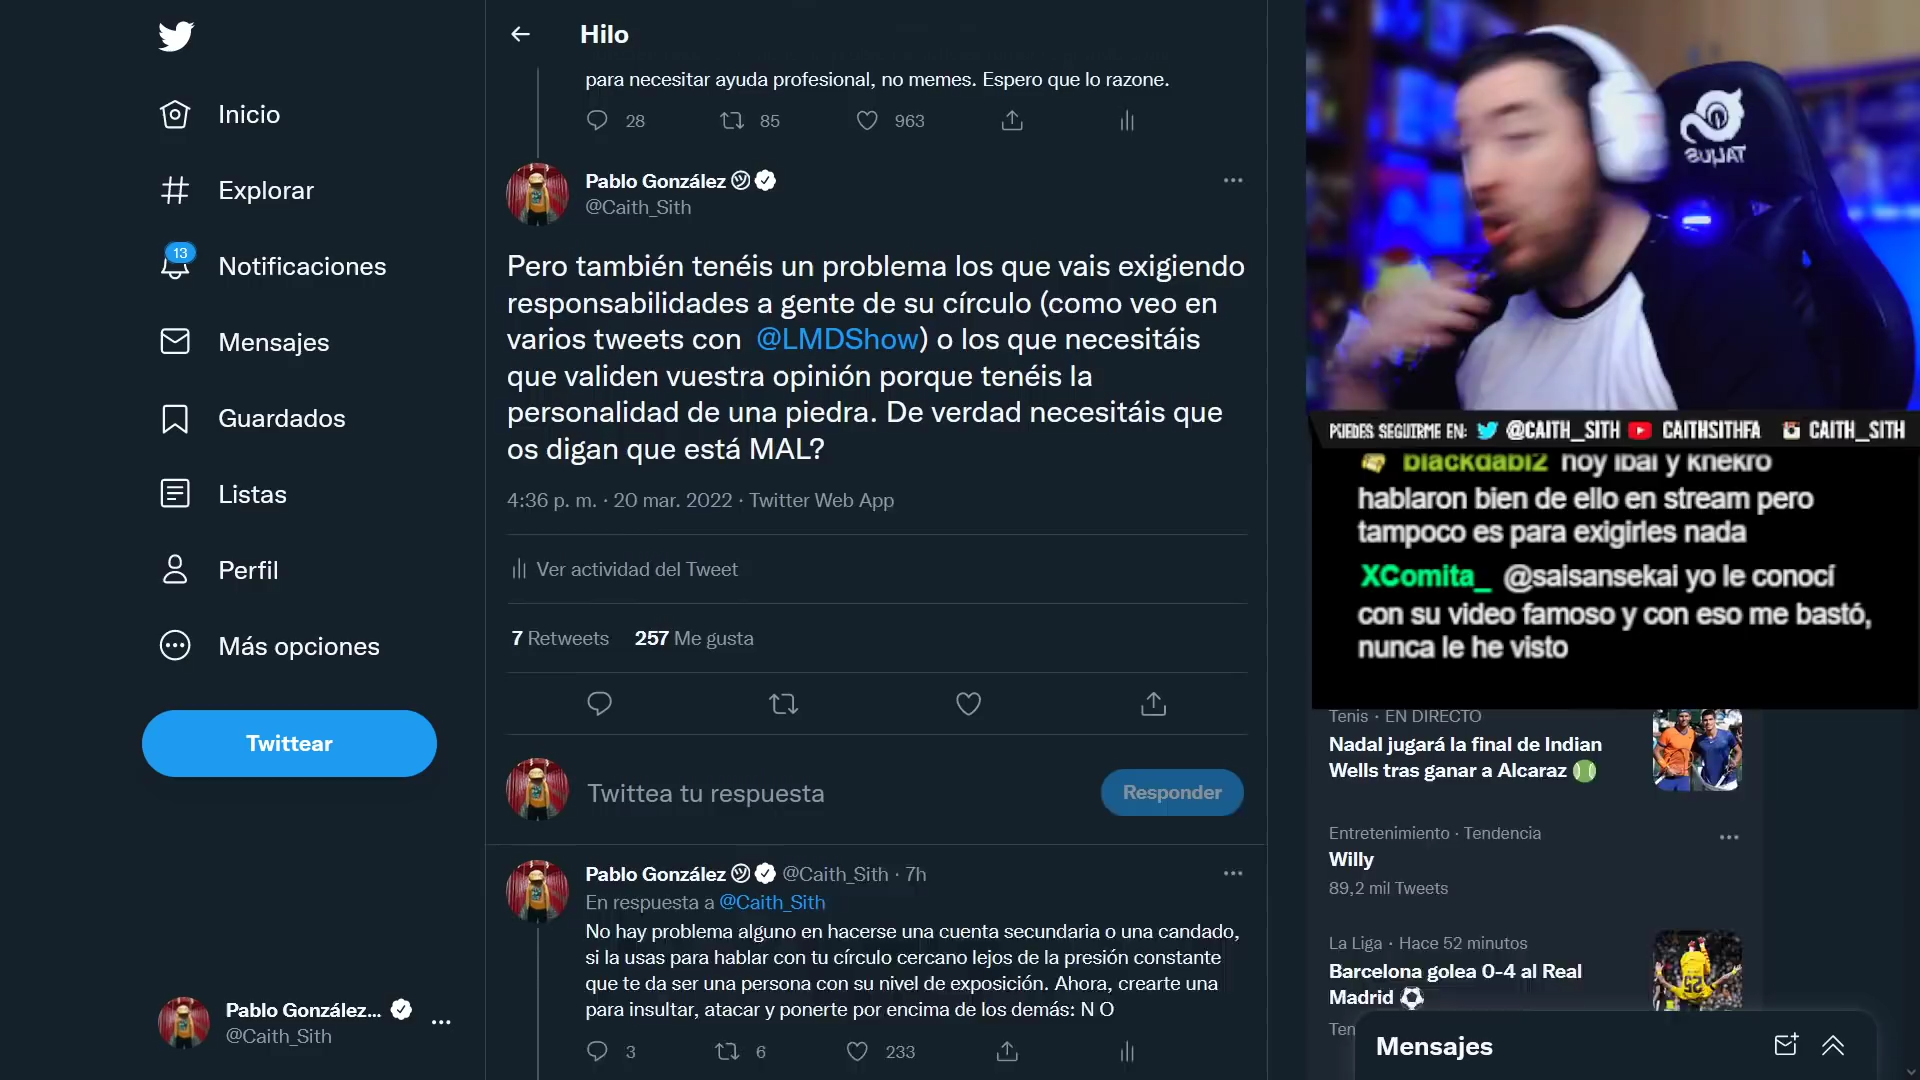 Inicio
Explorar
13
Notificaciones
Mensajes
Guardados
Listas
Perfil
Más opciones
Twittear
Pablo González...
@Caith_Sith
Hilo
para necesitar ayuda profesional, no memes. Espero que lo razone.
28 85 963
Pablo González
@Caith_Sith
Pero también tenéis un problema los que vais exigiendo
responsabilidades a gente de su círculo (como veo en
varios tweets con @LMDShow) o los que necesitáis
que validen vuestra opinión porque tenéis la
personalidad de una piedra. De verdad necesitáis que
os digan que está MAL?
4:36 p. m. · 20 mar. 2022 · Twitter Web App
Ver actividad del Tweet
7 Retweets 257 Me gusta
Twittea tu respuesta
Responder
Pablo González @Caith_Sith · 7h
En respuesta a @Caith_Sith
No hay problema alguno en hacerse una cuenta secundaria o una candado,
si la usas para hablar con tu círculo cercano lejos de la presión constante
que te da ser una persona con su nivel de exposición. Ahora, crearte una
para insultar, atacar y ponerte por encima de los demás: N O
3 6 233
TALIUS
PUEDES SEGUIRME EN: @CAITH_SITH CAITHSITHFA CAITH_SITH
blackdabi2 hoy ibai y knekro
hablaron bien de ello en stream pero
tampoco es para exigirles nada
XComita_ @saisansekai yo le conocí
con su video famoso y con eso me bastó,
nunca le he visto
Tenis · EN DIRECTO
Nadal jugará la final de Indian
Wells tras ganar a Alcaraz
Entretenimiento · Tendencia
Willy
89,2 mil Tweets
La Liga · Hace 52 minutos
Barcelona golea 0-4 al Real
Madrid
Ten
Mensajes